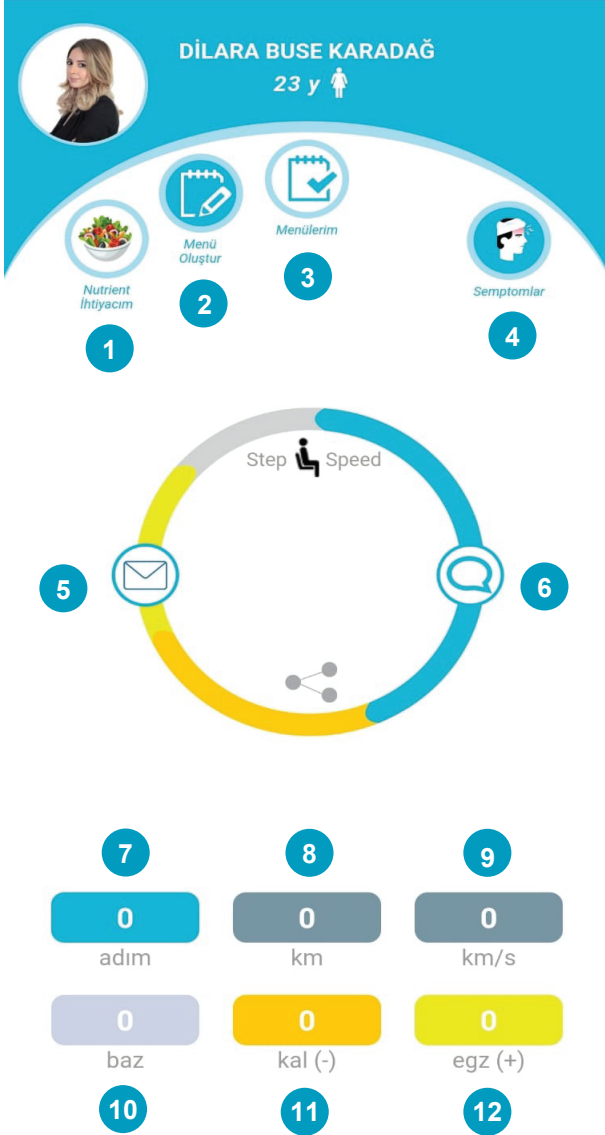 DİLARA BUSE KARADAĞ
23 y
Menü
Oluştur
Menülerim
Nutrient
İhtiyacım
Semptomlar
1
2
3
4
Step Speed
5
6
7
8
9
0
0
0
adım
km
km/s
0
0
0
baz
kal (-)
egz (+)
10
11
12